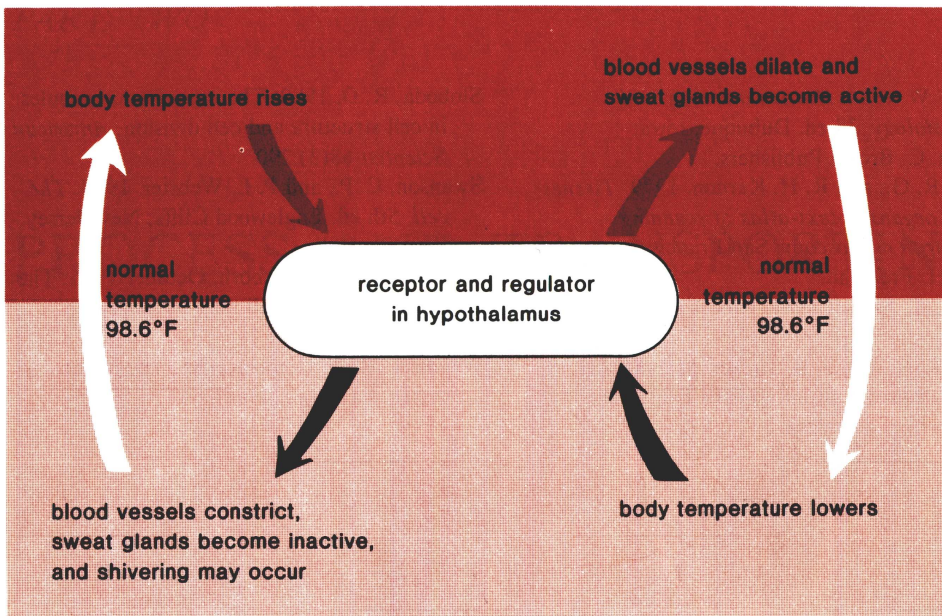 body temperature rises
blood vessels dilate and
sweat glands become active
normal
temperature
98.6°F
receptor and regulator
in hypothalamus
normal
temperature
98.6°F
blood vessels constrict,
sweat glands become inactive,
and shivering may occur
body temperature lowers